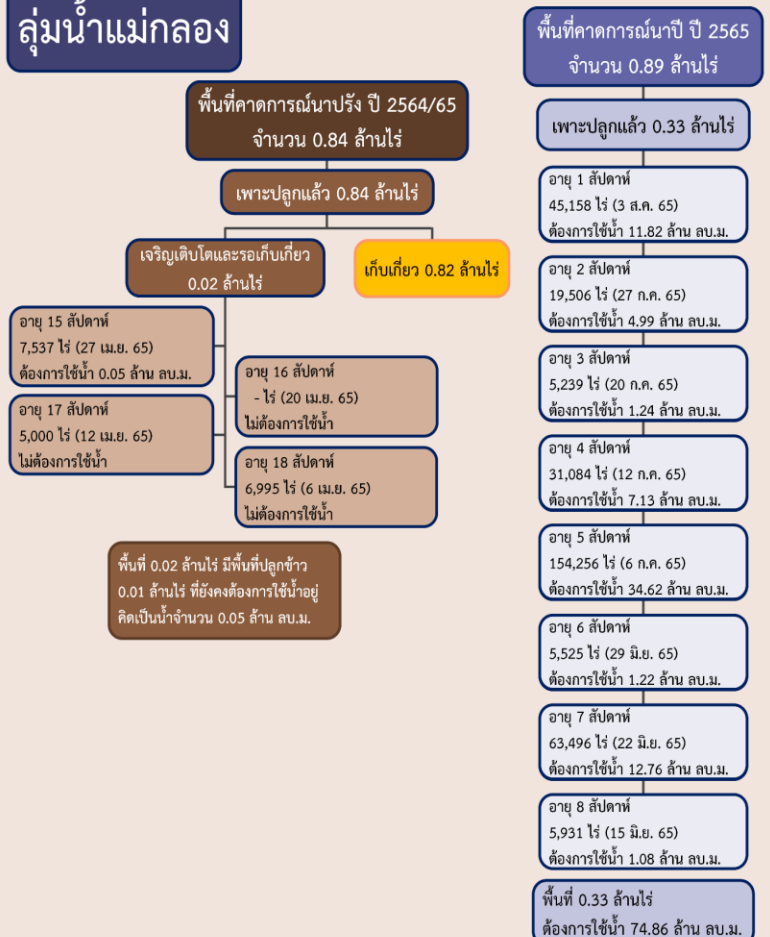 ลุ่มน้ำแม่กลอง
พื้นที่คาดการณ์นาปรัง ปี 2564/65
จำนวน 0.84 ล้านไร่
เพาะปลูกแล้ว 0.84 ล้านไร่
เจริญเติบโตและรอเก็บเกี่ยว
0.02 ล้านไร่
เก็บเกี่ยว 0.82 ล้านไร่
อายุ 15 สัปดาห์
7,537 ไร่ (27 เม.ย. 65)
ต้องการใช้น้ำ 0.05 ล้าน ลบ.ม.
อายุ 16 สัปดาห์
- ไร่ (20 เม.ย. 65)
ไม่ต้องการใช้น้ำ
อายุ 17 สัปดาห์
5,000 ไร่ (12 เม.ย. 65)
ไม่ต้องการใช้น้ำ
อายุ 18 สัปดาห์
6,995 ไร่ (6 เม.ย. 65)
ไม่ต้องการใช้น้ำ
พื้นที่ 0.02 ล้านไร่ มีพื้นที่ปลูกข้าว
0.01 ล้านไร่ ที่ยังคงต้องการใช้น้ำอยู่
คิดเป็นน้ำจำนวน 0.05 ล้าน ลบ.ม.
พื้นที่คาดการณ์นาปี ปี 2565
จำนวน 0.89 ล้านไร่
เพาะปลูกแล้ว 0.33 ล้านไร่
อายุ 1 สัปดาห์
45,158 ไร่ (3 ส.ค. 65)
ต้องการใช้น้ำ 11.82 ล้าน ลบ.ม.
อายุ 2 สัปดาห์
19,506 ไร่ (27 ก.ค. 65)
ต้องการใช้น้ำ 4.99 ล้าน ลบ.ม.
อายุ 3 สัปดาห์
5,239 ไร่ (20 ก.ค. 65)
ต้องการใช้น้ำ 1.24 ล้าน ลบ.ม.
อายุ 4 สัปดาห์
31,084 ไร่ (12 ก.ค. 65)
ต้องการใช้น้ำ 7.13 ล้าน ลบ.ม.
อายุ 5 สัปดาห์
154,256 ไร่ (6 ก.ค. 65)
ต้องการใช้น้ำ 34.62 ล้าน ลบ.ม.
อายุ 6 สัปดาห์
5,525 ไร่ (29 มิ.ย. 65)
ต้องการใช้น้ำ 1.22 ล้าน ลบ.ม.
อายุ 7 สัปดาห์
63,496 ไร่ (22 มิ.ย. 65)
ต้องการใช้น้ำ 12.76 ล้าน ลบ.ม.
อายุ 8 สัปดาห์
5,931 ไร่ (15 มิ.ย. 65)
ต้องการใช้น้ำ 1.08 ล้าน ลบ.ม.
พื้นที่ 0.33 ล้านไร่
ต้องการใช้น้ำ 74.86 ล้าน ลบ.ม.